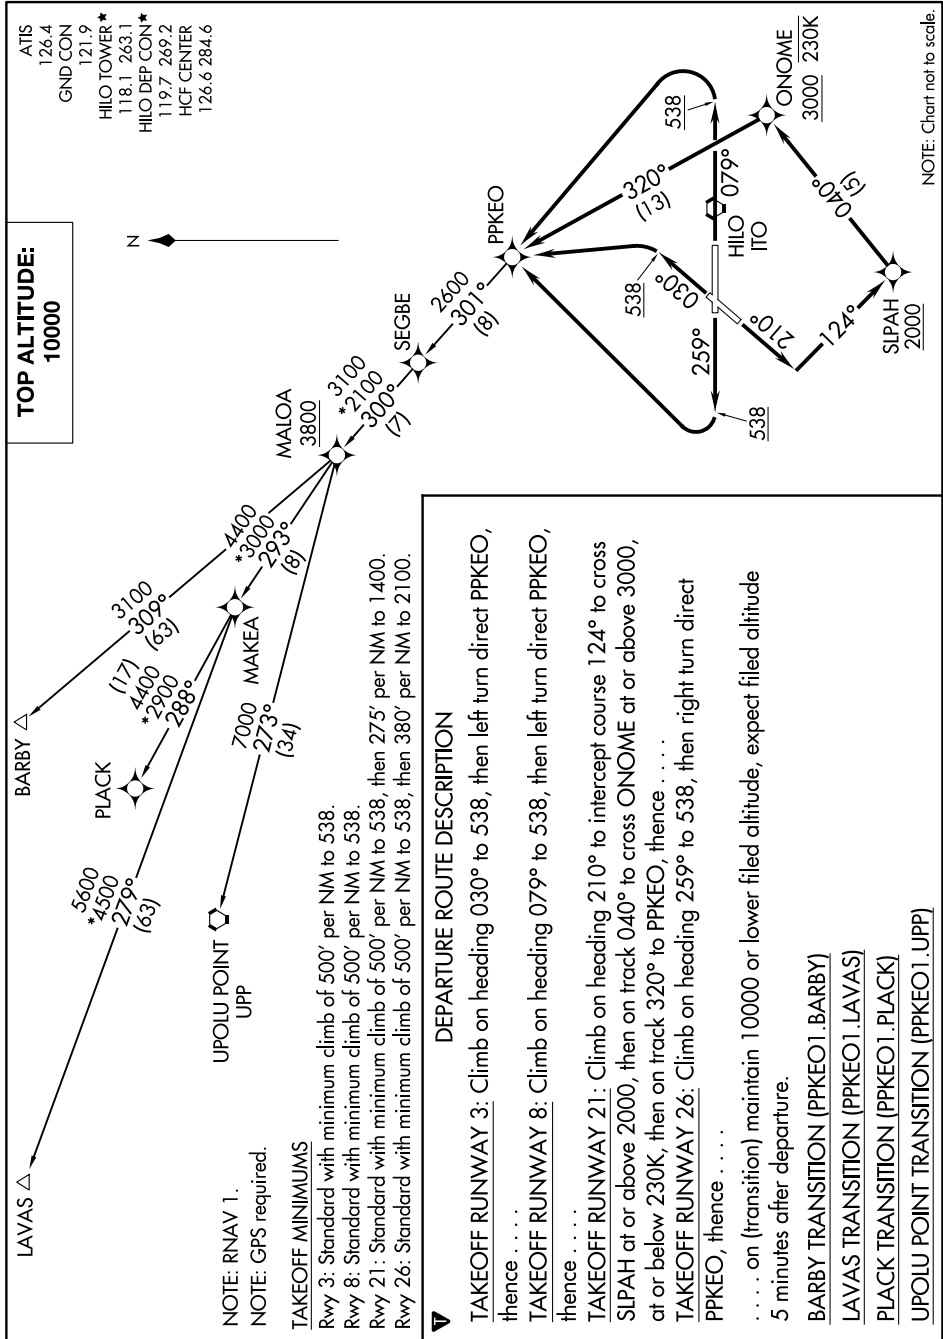 ATIS
126.4
GND CON
121.9
HILO TOWER★
118.1 263.1
HILO DEP CON★
119.7 269.2
HCF CENTER
126.6 284.6
TOP ALTITUDE:
10000
N
LAVAS
5600
*4500
279°
(63)
BARBY
3100
309°
(63)
PLACK
(17)
4400
*2900
288°
UPOLU POINT
UPP
7000
273°
(34)
MAKEA
4400
*3000
293°
(8)
MALOA
3800
3100
*2100
300°
(7)
SEGBE
2600
301°
(8)
PPKEO
320°
(13)
538
079°
HILO
ITO
538
030°
259°
538
210°
124°
SLPAH
2000
040°
(5)
ONOME
3000 230K
NOTE: Chart not to scale.
NOTE: RNAV 1.
NOTE: GPS required.
TAKEOFF MINIMUMS
Rwy 3: Standard with minimum climb of 500' per NM to 538.
Rwy 8: Standard with minimum climb of 500' per NM to 538.
Rwy 21: Standard with minimum climb of 500' per NM to 538, then 275' per NM to 1400.
Rwy 26: Standard with minimum climb of 500' per NM to 538, then 380' per NM to 2100.
T
DEPARTURE ROUTE DESCRIPTION
TAKEOFF RUNWAY 3: Climb on heading 030° to 538, then left turn direct PPKEO,
thence . . . .
TAKEOFF RUNWAY 8: Climb on heading 079° to 538, then left turn direct PPKEO,
thence . . . .
TAKEOFF RUNWAY 21: Climb on heading 210° to intercept course 124° to cross
SLPAH at or above 2000, then on track 040° to cross ONOME at or above 3000,
at or below 230K, then on track 320° to PPKEO, thence . . . .
TAKEOFF RUNWAY 26: Climb on heading 259° to 538, then right turn direct
PPKEO, thence . . . .
. . . . on (transition) maintain 10000 or lower filed altitude, expect filed altitude
5 minutes after departure.
BARBY TRANSITION (PPKEO1.BARBY)
LAVAS TRANSITION (PPKEO1.LAVAS)
PLACK TRANSITION (PPKEO1.PLACK)
UPOLU POINT TRANSITION (PPKEO1.UPP)